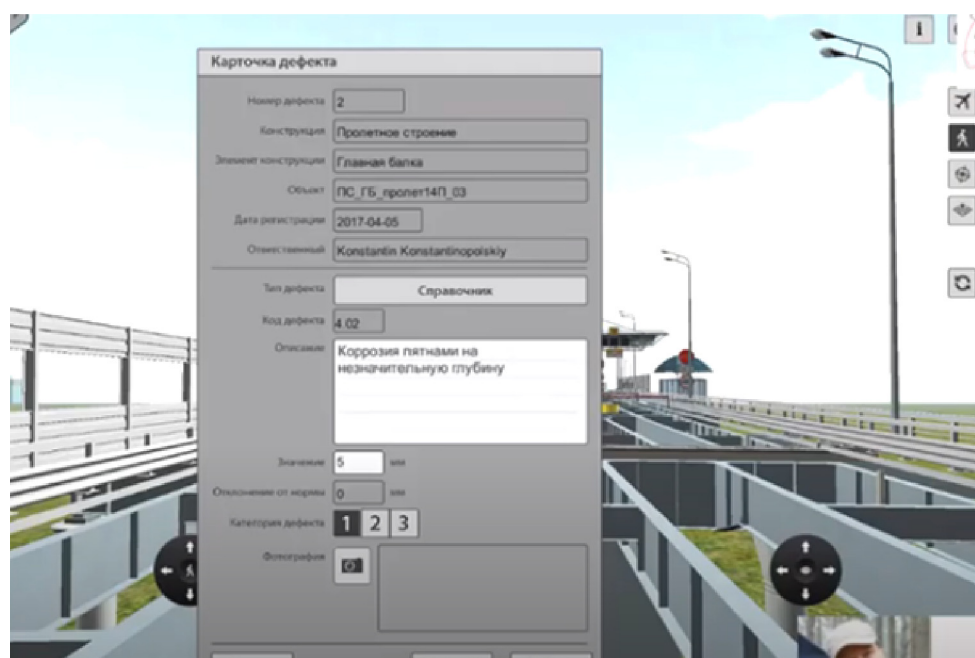 Карточка дефекта
Номер дефекта 2
Конструкция Пролетное строение
Элемент конструкции Главная балка
Объект ПС_ГБ_пролет14П_03
Дата регистрации 2017-04-05
Ответственный Konstantin Konstantinopolskiy
Тип дефекта Справочник
Код дефекта 4.02
Описание Коррозия пятнами на
незначительную глубину
Значение 5 мм
Отклонение от нормы 0 мм
Категория дефекта 1 2 3
Фотография
i